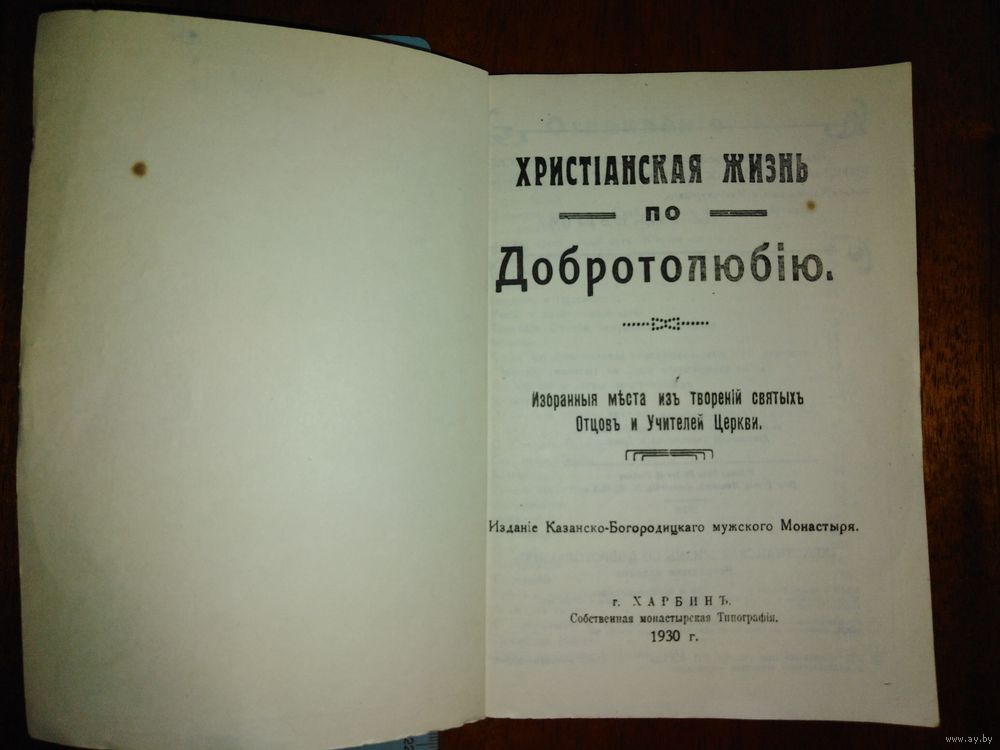 ХРИСТІАНСКАЯ ЖИЗНЬ
ПО
Добротолюбію.
Избранныя мѣста изъ твореній святыхъ
Отцовъ и Учителей Церкви.
Изданіе Казанско-Богородицкаго мужского Монастыря.
г. ХАРБИНЪ.
Собственная монастырская Типографія.
1930 г.
www.ay.by